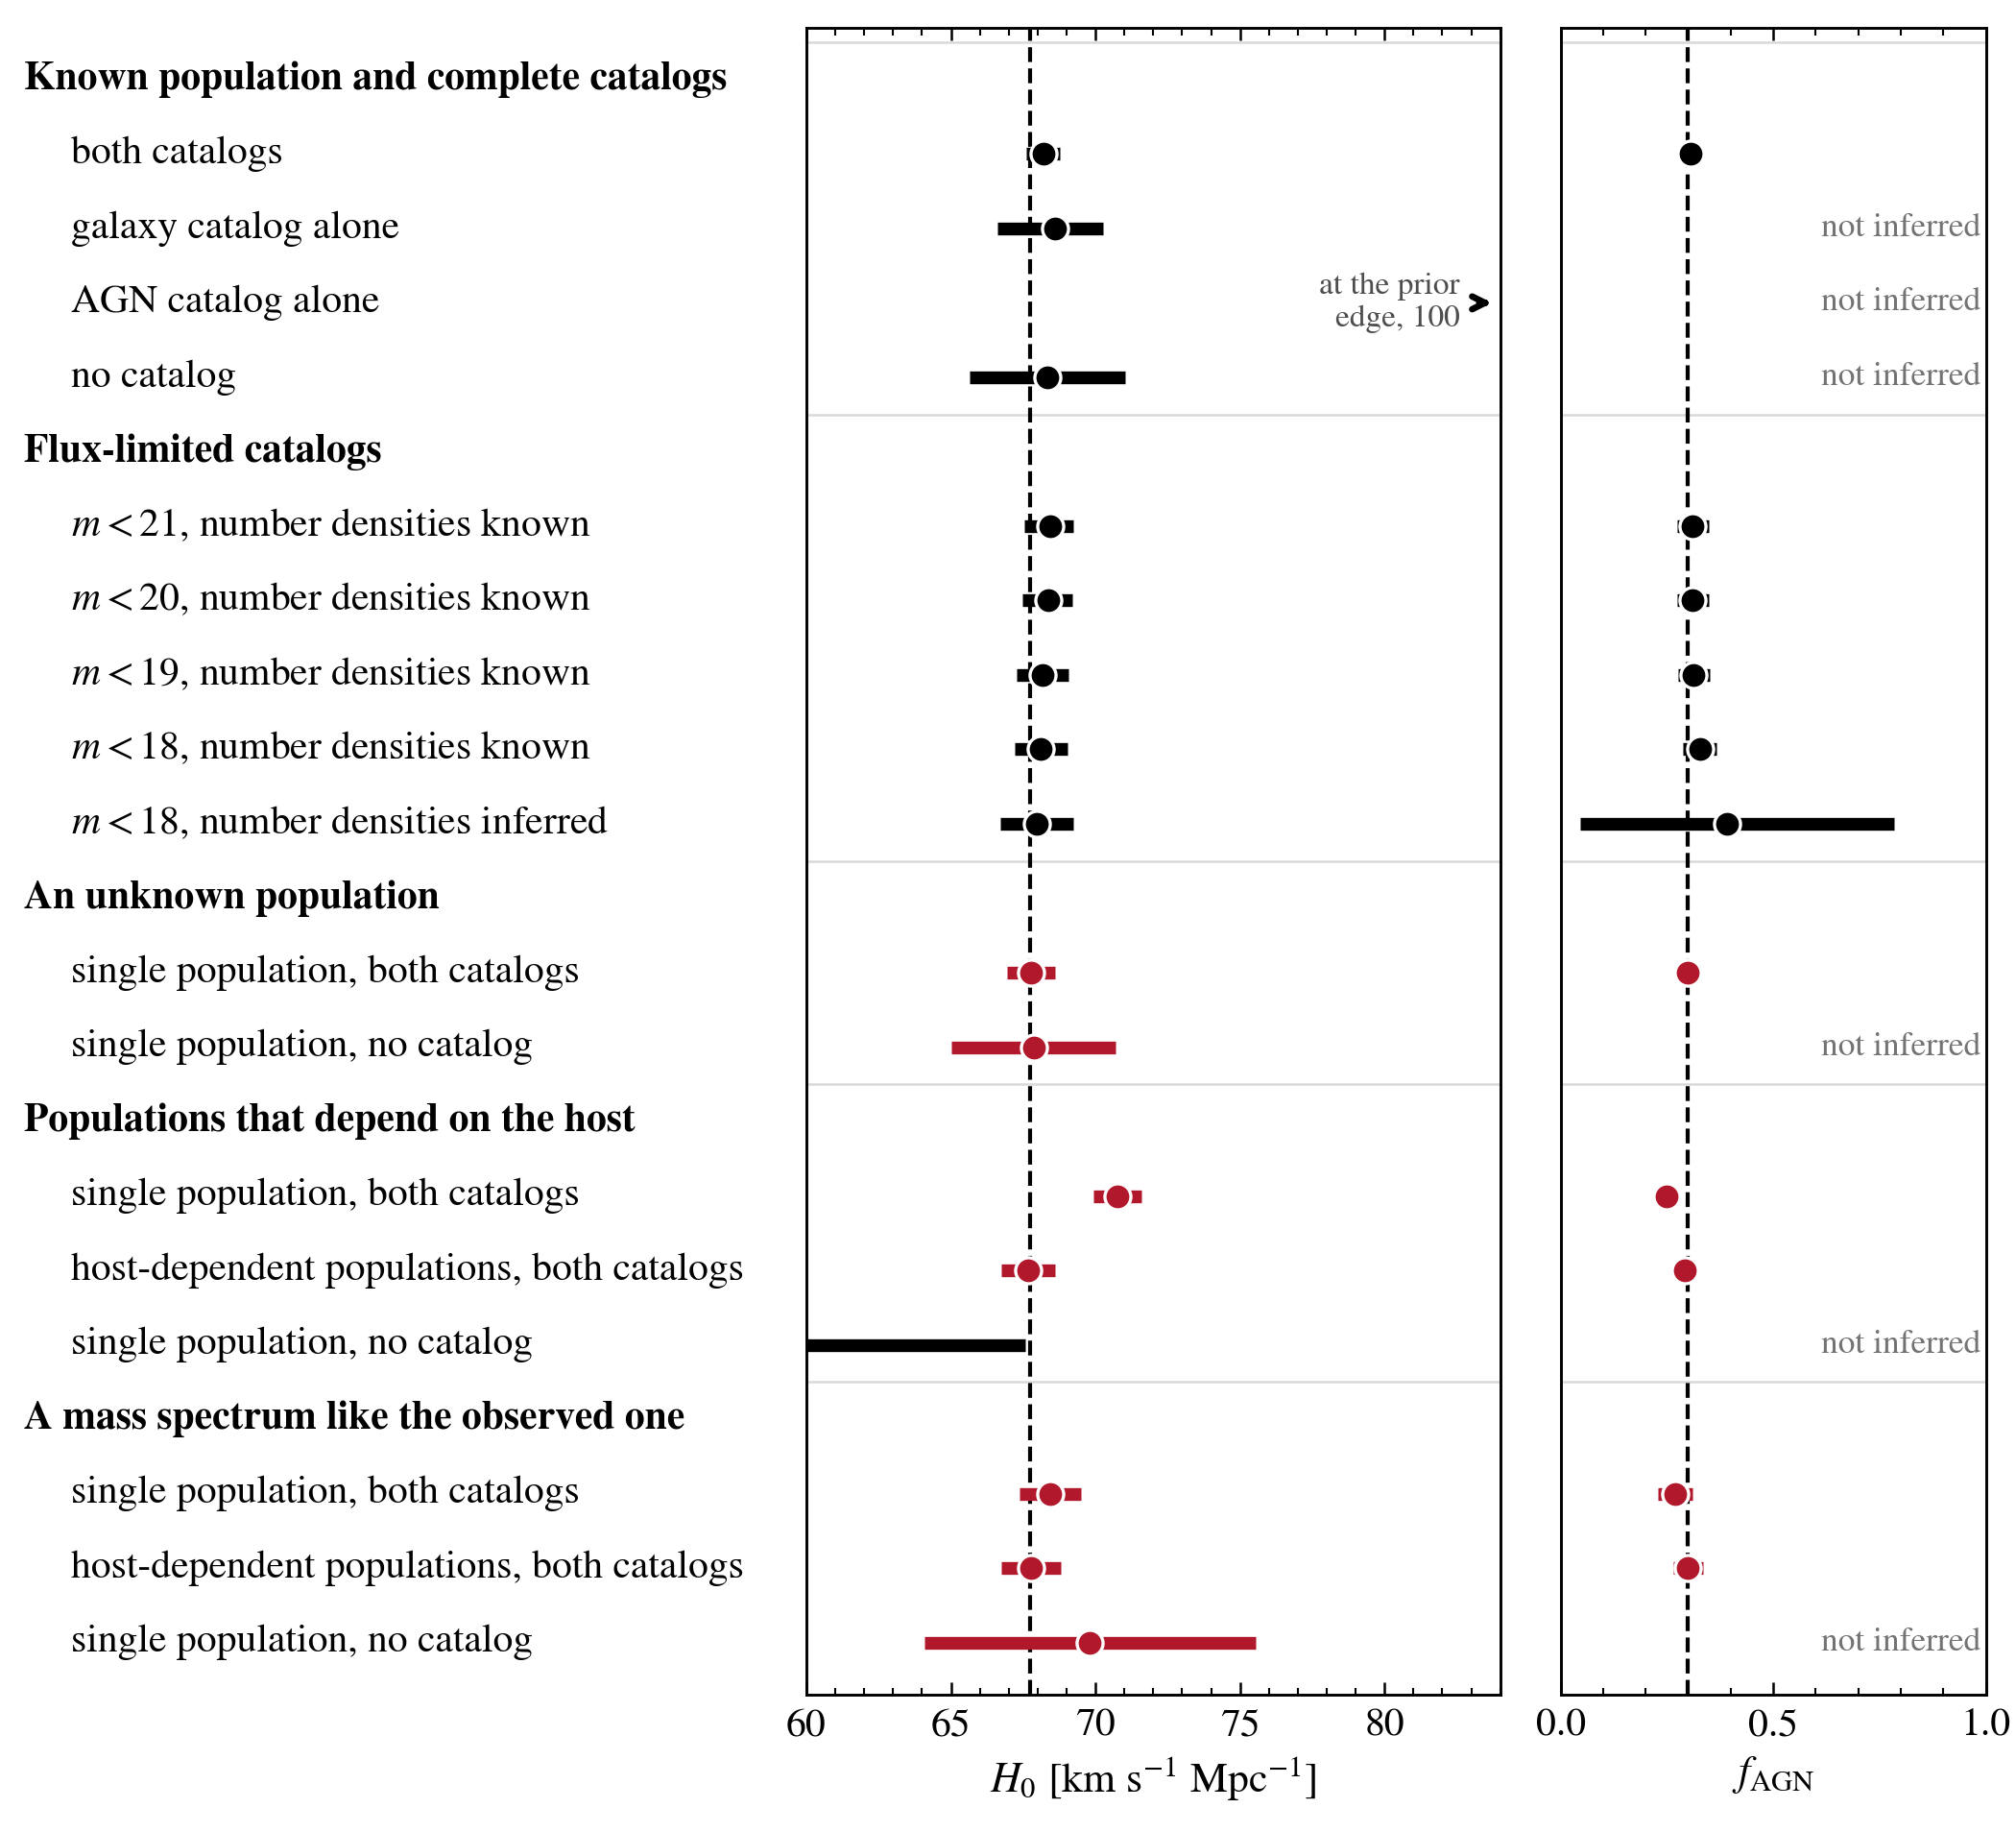 Known population and complete catalogs
both catalogs
galaxy catalog alone
not inferred
AGN catalog alone
at the prior
edge, 100
not inferred
no catalog
not inferred
Flux-limited catalogs
m < 21, number densities known
m < 20, number densities known
m < 19, number densities known
m < 18, number densities known
m < 18, number densities inferred
An unknown population
single population, both catalogs
single population, no catalog
not inferred
Populations that depend on the host
single population, both catalogs
host-dependent populations, both catalogs
single population, no catalog
not inferred
A mass spectrum like the observed one
single population, both catalogs
host-dependent populations, both catalogs
single population, no catalog
not inferred
60 65 70 75 80
0.0 0.5 1.0
H₀ [km s⁻¹ Mpc⁻¹]
f_AGN